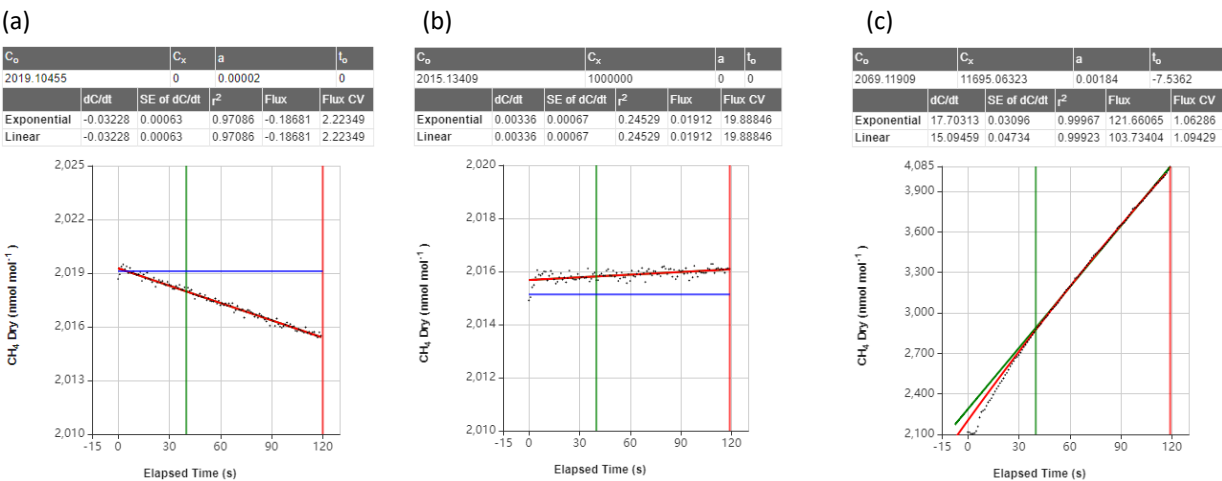 (a)
C₀ Cₓ a t₀
2019.10455 0 0.00002 0
dC/dt SE of dC/dt r² Flux Flux CV
Exponential -0.03228 0.00063 0.97086 -0.18681 2.22349
Linear -0.03228 0.00063 0.97086 -0.18681 2.22349
2,025
2,022
2,019
2,016
2,013
2,010
-15 0 30 60 90 120
CH₄ Dry (nmol mol⁻¹)
Elapsed Time (s)
(b)
C₀ Cₓ a t₀
2015.13409 1000000 0 0
dC/dt SE of dC/dt r² Flux Flux CV
Exponential 0.00336 0.00067 0.24529 0.01912 19.88846
Linear 0.00336 0.00067 0.24529 0.01912 19.88846
2,020
2,018
2,016
2,014
2,012
2,010
-15 0 30 60 90 120
CH₄ Dry (nmol mol⁻¹)
Elapsed Time (s)
(c)
C₀ Cₓ a t₀
2069.11909 11695.06323 0.00184 -7.5362
dC/dt SE of dC/dt r² Flux Flux CV
Exponential 17.70313 0.03096 0.99967 121.66065 1.06286
Linear 15.09459 0.04734 0.99923 103.73404 1.09429
4,085
3,900
3,600
3,300
3,000
2,700
2,400
2,100
-15 0 30 60 90 120
CH₄ Dry (nmol mol⁻¹)
Elapsed Time (s)